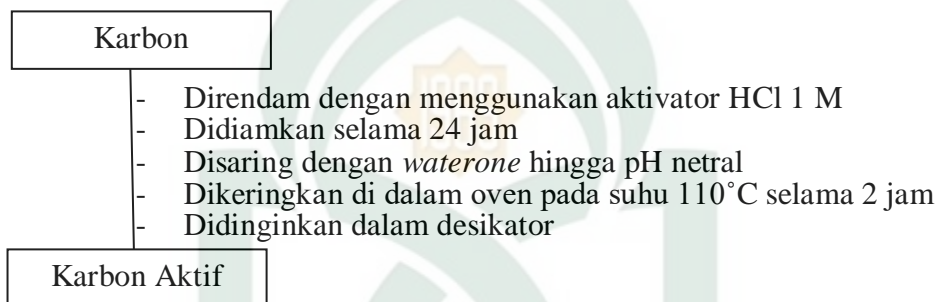 Karbon
- Direndam dengan menggunakan aktivator HCl 1 M
- Didiamkan selama 24 jam
- Disaring dengan waterone hingga pH netral
- Dikeringkan di dalam oven pada suhu 110˚C selama 2 jam
- Didinginkan dalam desikator
Karbon Aktif